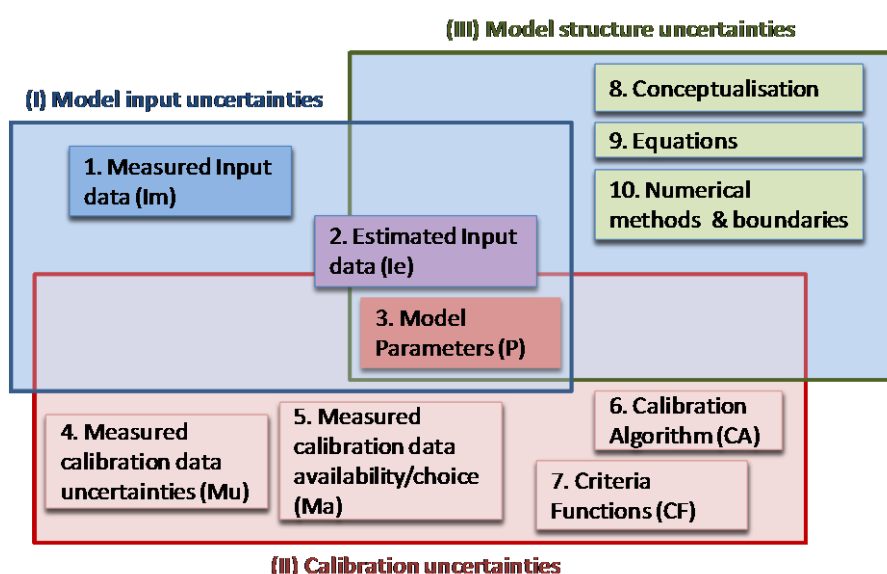 (III) Model structure uncertainties
(I) Model input uncertainties
8. Conceptualisation
9. Equations
10. Numerical
methods & boundaries
1. Measured Input
data (Im)
2. Estimated Input
data (Ie)
3. Model
Parameters (P)
4. Measured
calibration data
uncertainties (Mu)
5. Measured
calibration data
availability/choice
(Ma)
6. Calibration
Algorithm (CA)
7. Criteria
Functions (CF)
(II) Calibration uncertainties